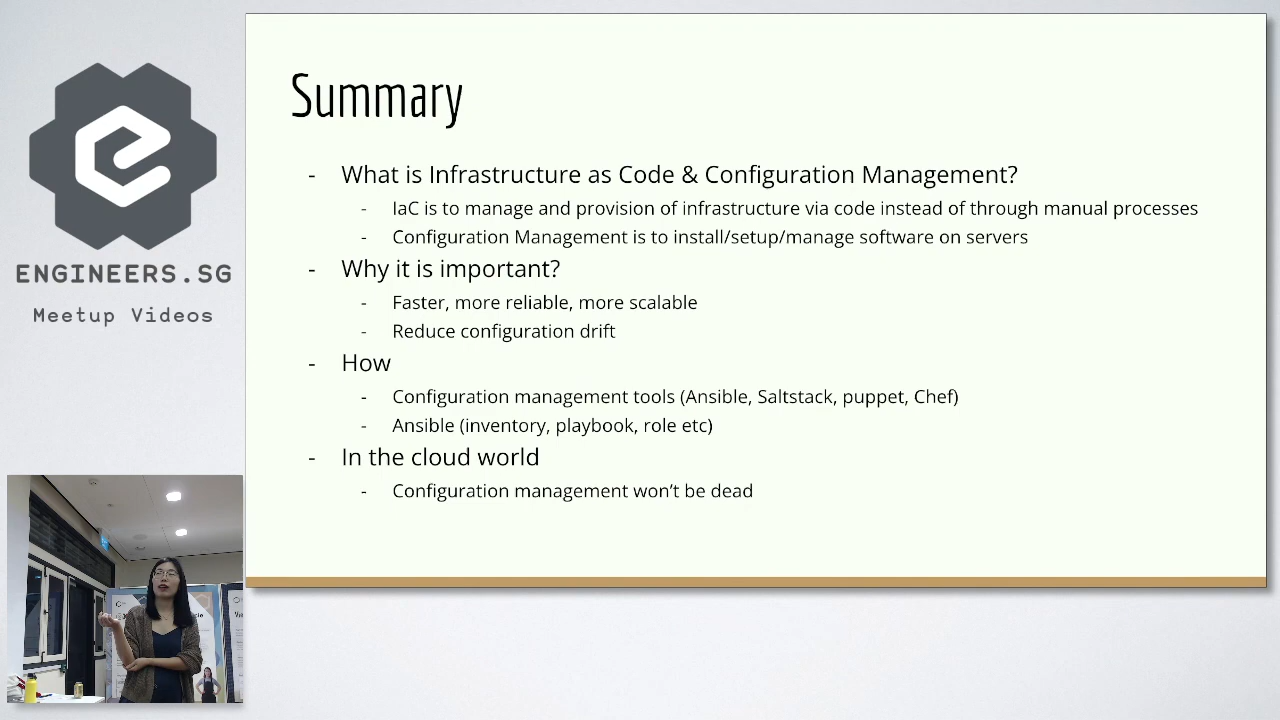 ENGINEERS.SG
Meetup Videos
Summary
- What is Infrastructure as Code & Configuration Management?
- IaC is to manage and provision of infrastructure via code instead of through manual processes
- Configuration Management is to install/setup/manage software on servers
- Why it is important?
- Faster, more reliable, more scalable
- Reduce configuration drift
- How
- Configuration management tools (Ansible, Saltstack, puppet, Chef)
- Ansible (inventory, playbook, role etc)
- In the cloud world
- Configuration management won't be dead